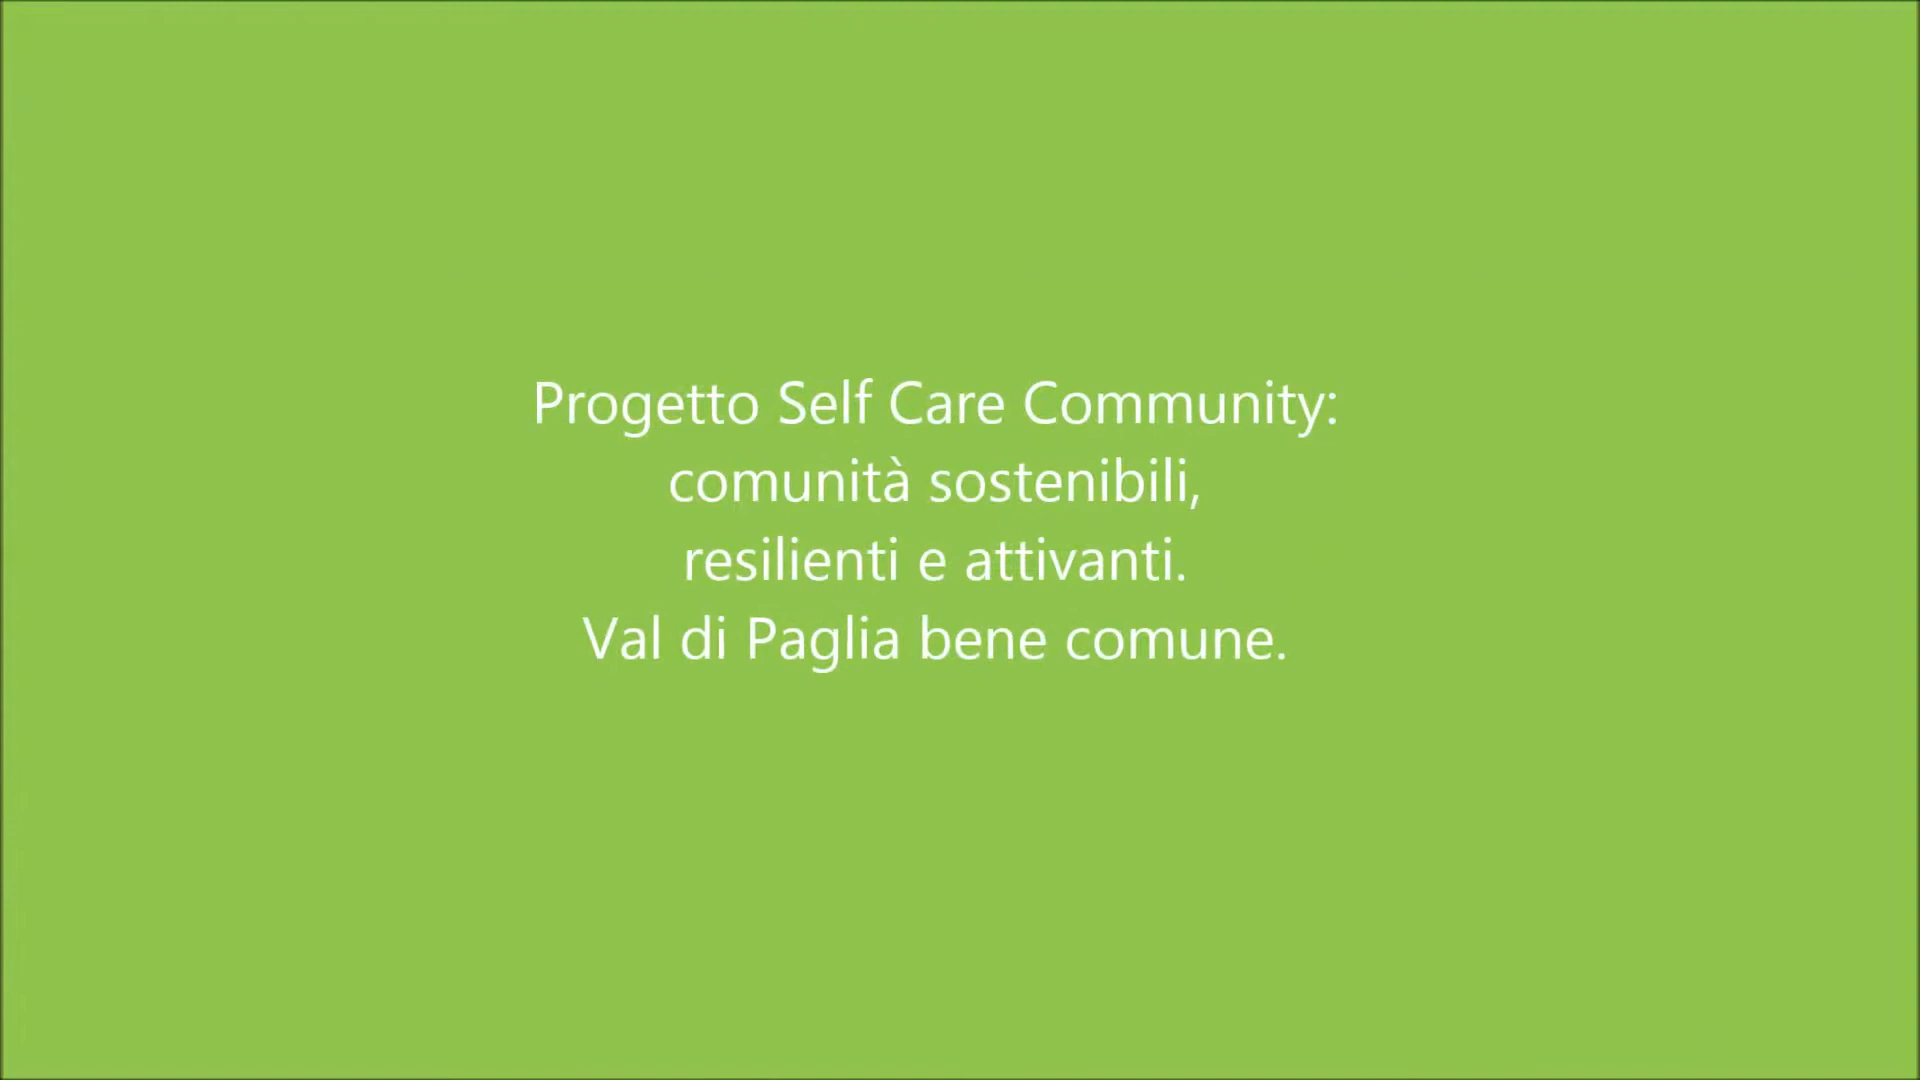 Progetto Self Care Community:
comunità sostenibili,
resilienti e attivanti.
Val di Paglia bene comune.